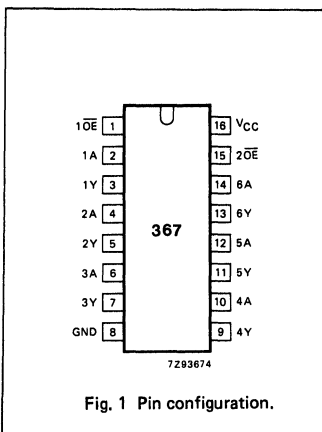 1OE 1 16 VCC
1A 2 15 2OE
1Y 3 14 6A
2A 4 13 6Y
2Y 5 367 12 5A
3A 6 11 5Y
3Y 7 10 4A
GND 8 9 4Y
7Z93674
Fig. 1 Pin configuration.